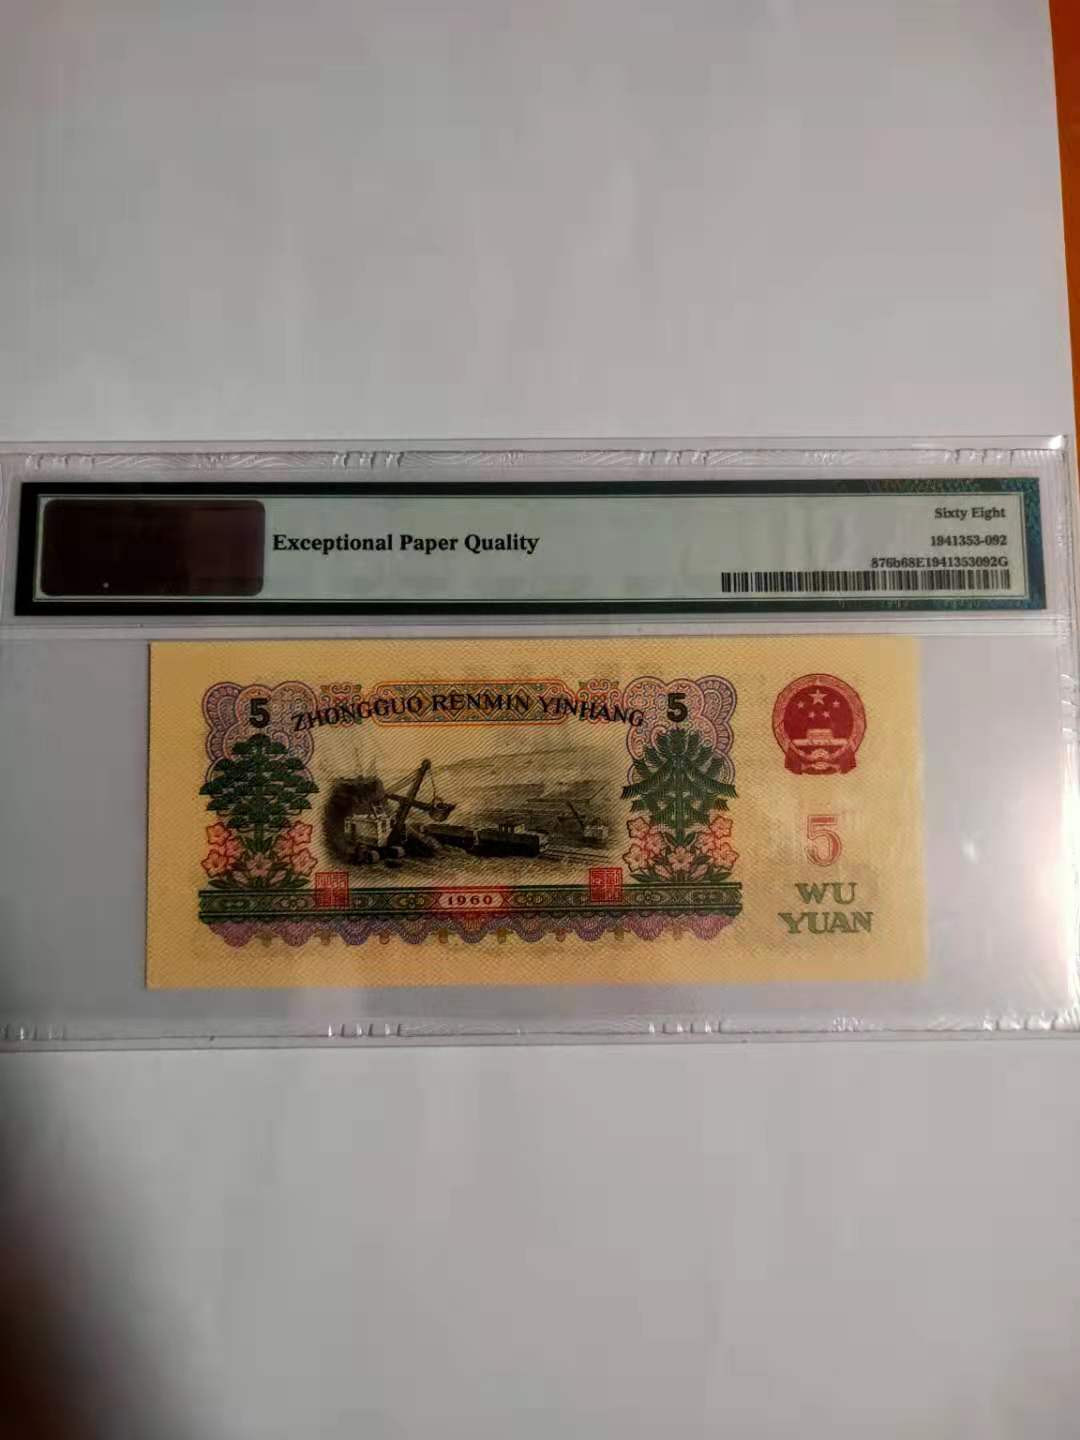 Exceptional Paper Quality
Sixty Eight
1941353-092
876b68E1941353092G
5
ZHONGGUO RENMIN YINHANG
5
1960
5
WU
YUAN